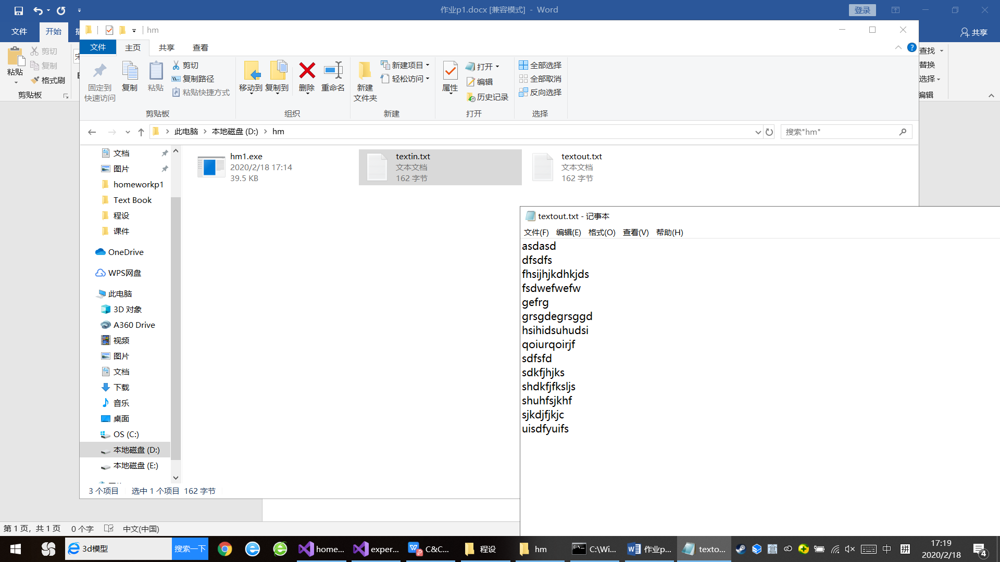 作业p1.docx [兼容模式] - Word
登录
文件
开始
共享
粘贴
剪切
复制
格式刷
剪贴板
查找
替换
选择
编辑
hm
文件
主页
共享
查看
固定到
快速访问
复制
粘贴
剪切
复制路径
粘贴快捷方式
剪贴板
移动到
复制到
删除
重命名
组织
新建
文件夹
新建项目
轻松访问
新建
属性
打开
编辑
历史记录
打开
全部选择
全部取消
反向选择
选择
此电脑
本地磁盘 (D:)
hm
搜索"hm"
文档
图片
homeworkp1
Text Book
程设
课件
OneDrive
WPS网盘
此电脑
3D 对象
A360 Drive
视频
图片
文档
下载
音乐
桌面
OS (C:)
本地磁盘 (D:)
本地磁盘 (E:)
hm1.exe
2020/2/18 17:14
39.5 KB
textin.txt
文本文档
162 字节
textout.txt
文本文档
162 字节
3 个项目
选中 1 个项目 162 字节
textout.txt - 记事本
文件(F) 编辑(E) 格式(O) 查看(V) 帮助(H)
asdasd
dfsdfs
fhsijhjkdhkjds
fsdwefwefw
gefrg
grsgdegrsggd
hsihidsuhudsi
qoiurqoirjf
sdfsfd
sdkfjhjks
shdkfjfksljs
shuhfsjkhf
sjkdjfjkjc
uisdfyuifs
第 1 页，共 1 页
0 个字
中文(中国)
3d模型
搜索一下
home...
exper...
C&C...
程设
hm
C:\Wi...
作业p...
texto...
中
拼
17:19
2020/2/18
4